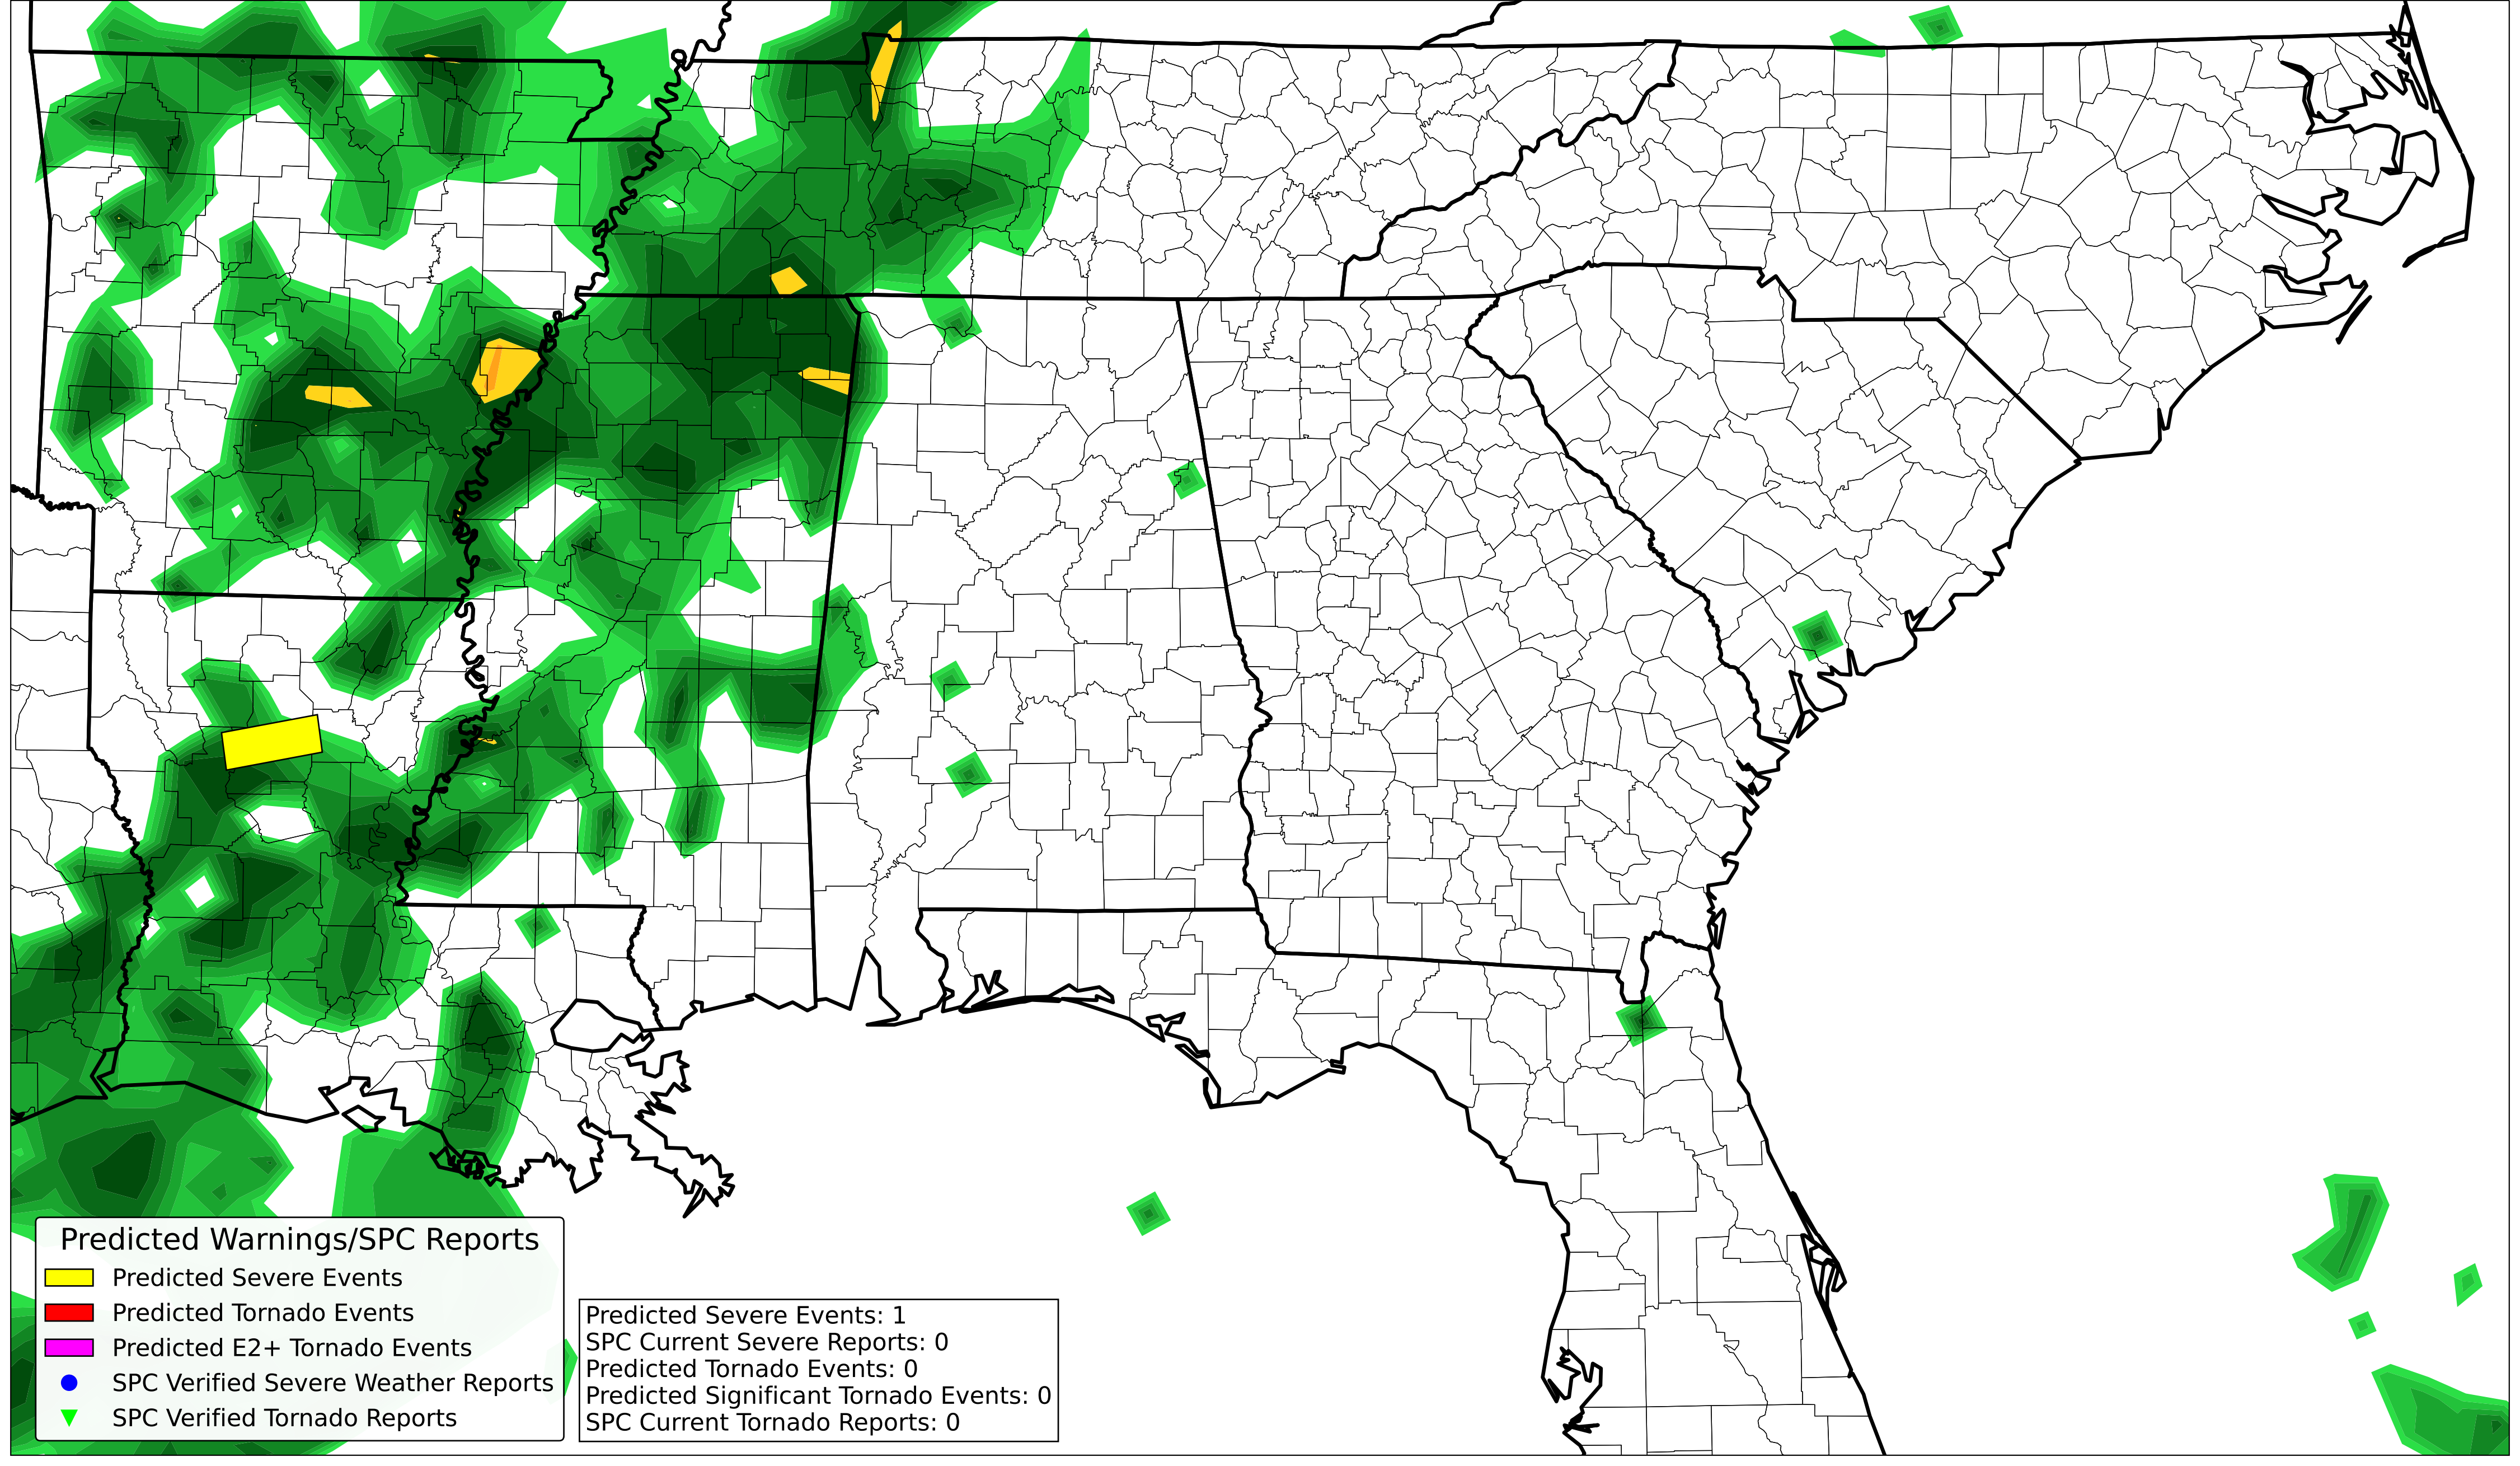 Predicted Warnings/SPC Reports
Predicted Severe Events
Predicted Tornado Events
Predicted E2+ Tornado Events
SPC Verified Severe Weather Reports
SPC Verified Tornado Reports
Predicted Severe Events: 1
SPC Current Severe Reports: 0
Predicted Tornado Events: 0
Predicted Significant Tornado Events: 0
SPC Current Tornado Reports: 0